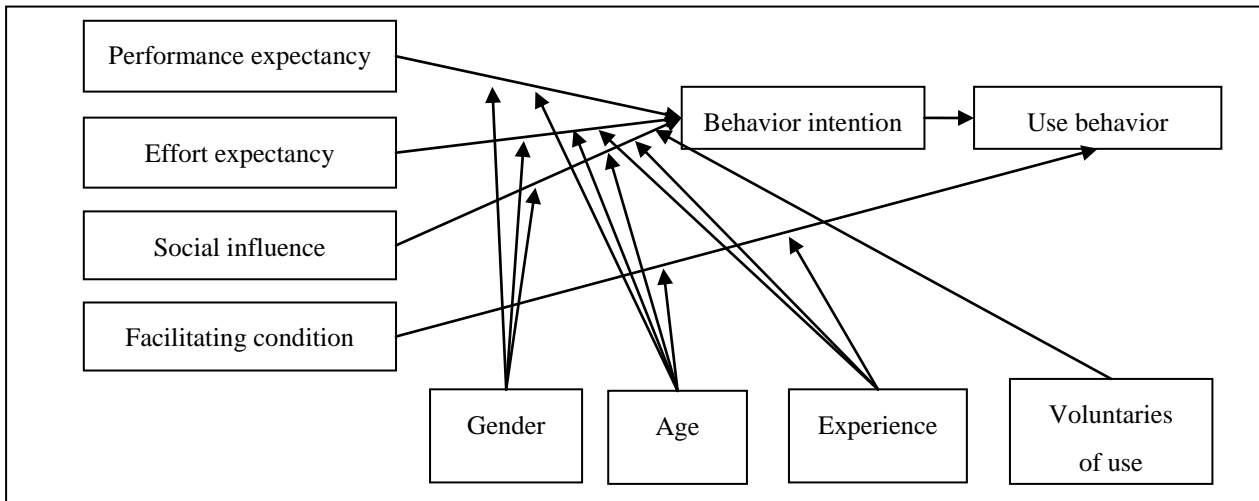 Performance expectancy
Effort expectancy
Social influence
Facilitating condition
Behavior intention
Use behavior
Gender
Age
Experience
Voluntaries
of use